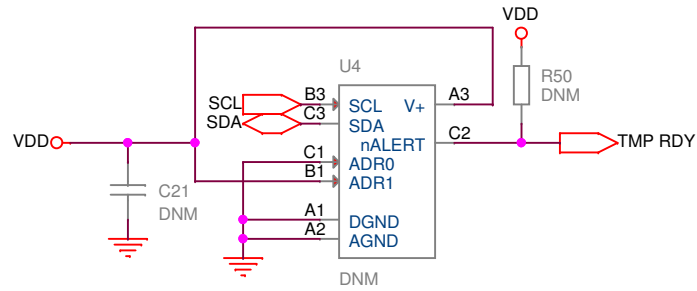 VDD
U4
R50
DNM
SCL
B3
SCL
V+
A3
SDA
C3
SDA
VDD
nALERT
C2
TMP RDY
C1
ADR0
B1
ADR1
C21
DNM
A1
DGND
A2
AGND
DNM